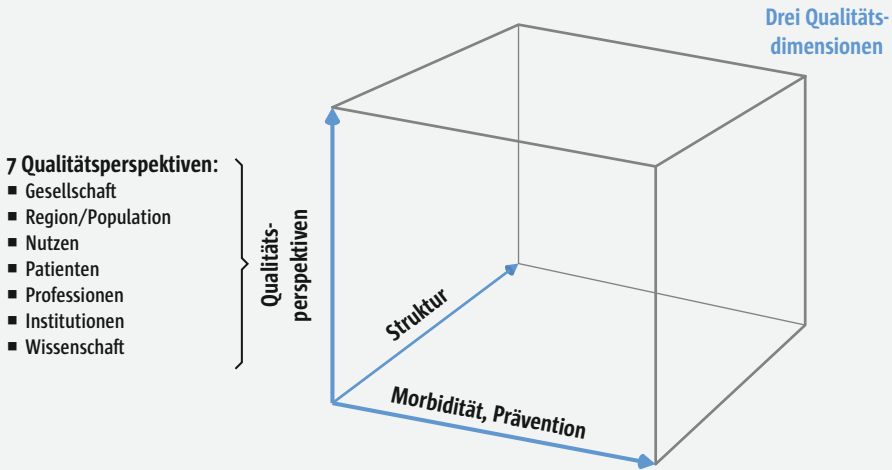 Drei Qualitäts-
dimensionen
7 Qualitätsperspektiven:
▪ Gesellschaft
▪ Region/Population
▪ Nutzen
▪ Patienten
▪ Professionen
▪ Institutionen
▪ Wissenschaft
Qualitäts-
perspektiven
Struktur
Morbidität, Prävention